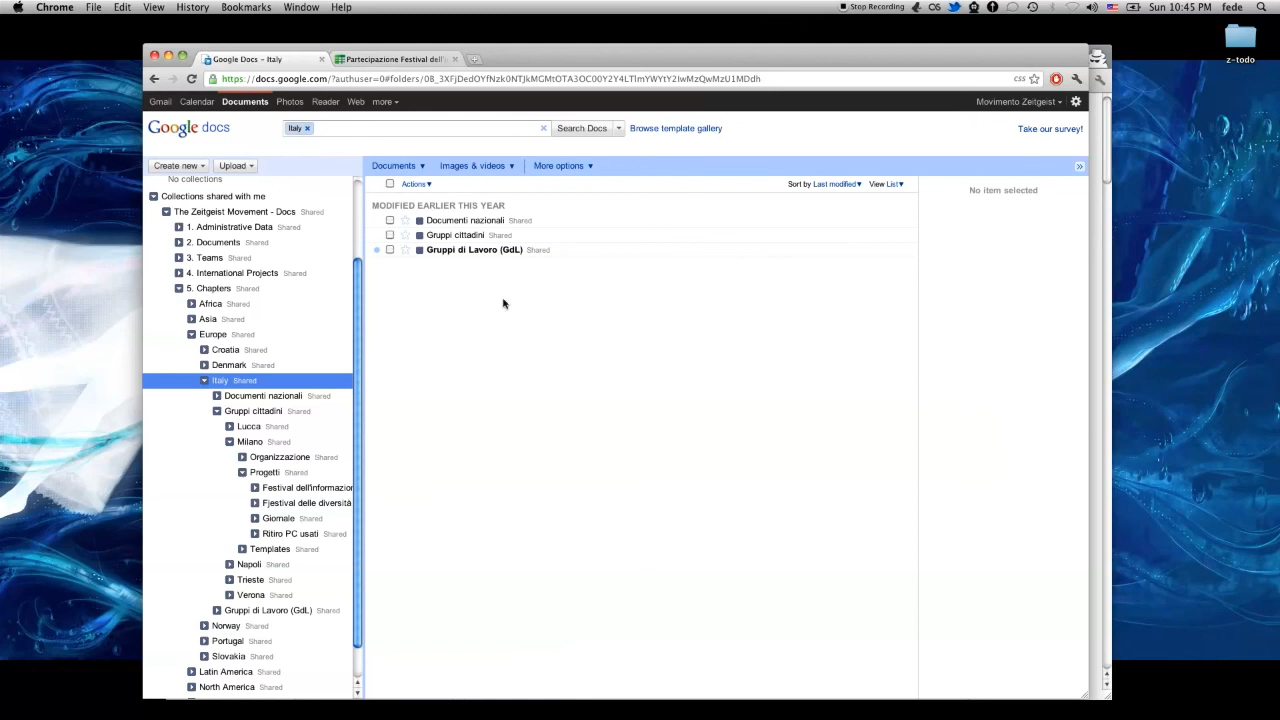 Chrome File Edit View History Bookmarks Window Help
Stop Recording
Sun 10:45 PM fede
z-todo
Google Docs - Italy
Partecipazione Festival dell'i
https://docs.google.com/?authuser=0#folders/
CSS
Gmail Calendar Documents Photos Reader Web more
Movimento Zeitgeist
Google docs
Italy x
Search Docs
Browse template gallery
Take our survey!
Create new
Upload
Documents
Images & videos
More options
No collections
Collections shared with me
The Zeitgeist Movement - Docs Shared
1. Administrative Data Shared
2. Documents Shared
3. Teams Shared
4. International Projects Shared
5. Chapters Shared
Africa Shared
Asia Shared
Europe Shared
Croatia Shared
Denmark Shared
Italy Shared
Documenti nazionali Shared
Gruppi cittadini Shared
Lucca Shared
Milano Shared
Organizzazione Shared
Progetti Shared
Festival dell'informazion
Fjestival delle diversità
Giornale Shared
Ritiro PC usati Shared
Templates Shared
Napoli Shared
Trieste Shared
Verona Shared
Gruppi di Lavoro (GdL) Shared
Norway Shared
Portugal Shared
Slovakia Shared
Latin America Shared
North America Shared
Actions
Sort by Last modified
View List
MODIFIED EARLIER THIS YEAR
Documenti nazionali Shared
Gruppi cittadini Shared
Gruppi di Lavoro (GdL) Shared
No item selected